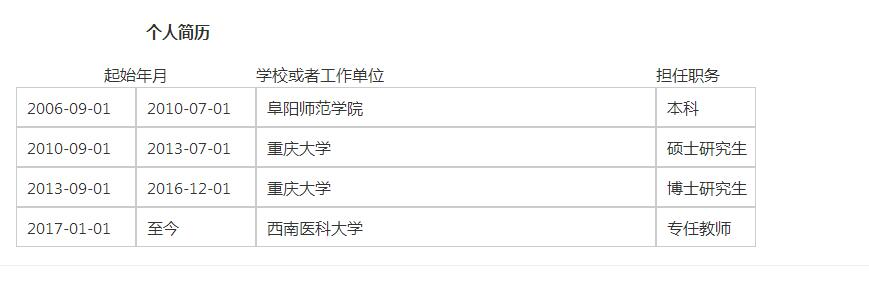 个人简历
起始年月 学校或者工作单位 担任职务
2006-09-01 2010-07-01 阜阳师范学院 本科
2010-09-01 2013-07-01 重庆大学 硕士研究生
2013-09-01 2016-12-01 重庆大学 博士研究生
2017-01-01 至今 西南医科大学 专任教师